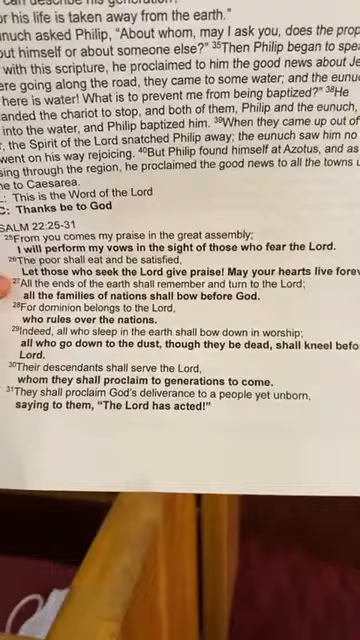 can describe his generation?
or his life is taken away from the earth."
nuch asked Philip, "About whom, may I ask you, does the prop
out himself or about someone else?" 35Then Philip began to spe
with this scripture, he proclaimed to him the good news about Je
ere going along the road, they came to some water; and the eunuc
here is water! What is to prevent me from being baptized?" 38He
anded the chariot to stop, and both of them, Philip and the eunuch,
into the water, and Philip baptized him. 39When they came up out of
, the Spirit of the Lord snatched Philip away; the eunuch saw him no
went on his way rejoicing. 40But Philip found himself at Azotus, and as
sing through the region, he proclaimed the good news to all the towns u
me to Caesarea.
: This is the Word of the Lord
C: Thanks be to God
SALM 22:25-31
25From you comes my praise in the great assembly;
I will perform my vows in the sight of those who fear the Lord.
26The poor shall eat and be satisfied,
Let those who seek the Lord give praise! May your hearts live forev
27All the ends of the earth shall remember and turn to the Lord;
all the families of nations shall bow before God.
28For dominion belongs to the Lord,
who rules over the nations.
29Indeed, all who sleep in the earth shall bow down in worship;
all who go down to the dust, though they be dead, shall kneel befo
Lord.
30Their descendants shall serve the Lord,
whom they shall proclaim to generations to come.
31They shall proclaim God's deliverance to a people yet unborn,
saying to them, "The Lord has acted!"